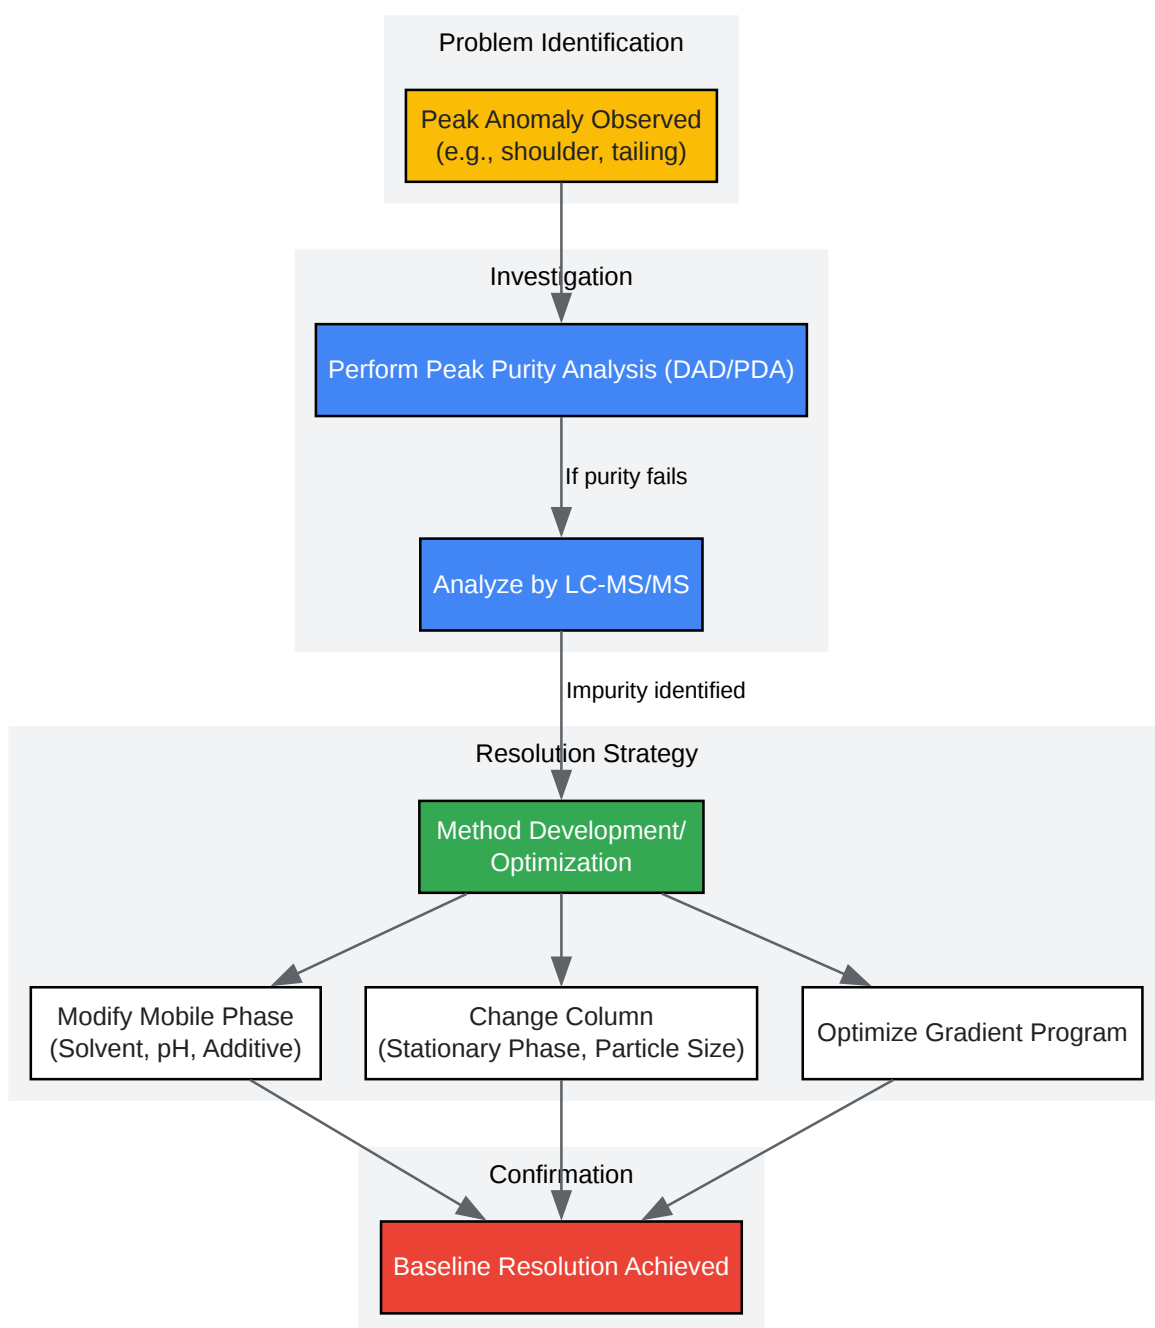 Problem Identification
Peak Anomaly Observed
(e.g., shoulder, tailing)
Investigation
Perform Peak Purity Analysis (DAD/PDA)
If purity fails
Analyze by LC-MS/MS
Impurity identified
Resolution Strategy
Method Development/
Optimization
Modify Mobile Phase
(Solvent, pH, Additive)
Change Column
(Stationary Phase, Particle Size)
Optimize Gradient Program
Confirmation
Baseline Resolution Achieved